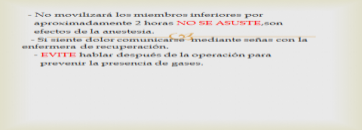 - No movilizará los miembros inferiores por
aproximadamente 2 horas NO SE ASUSTE,son
efectos de la anestesia.
- Si siente dolor comunicarse mediante señas con la
enfermera de recuperación.
- EVITE hablar después de la operación para
prevenir la presencia de gases.